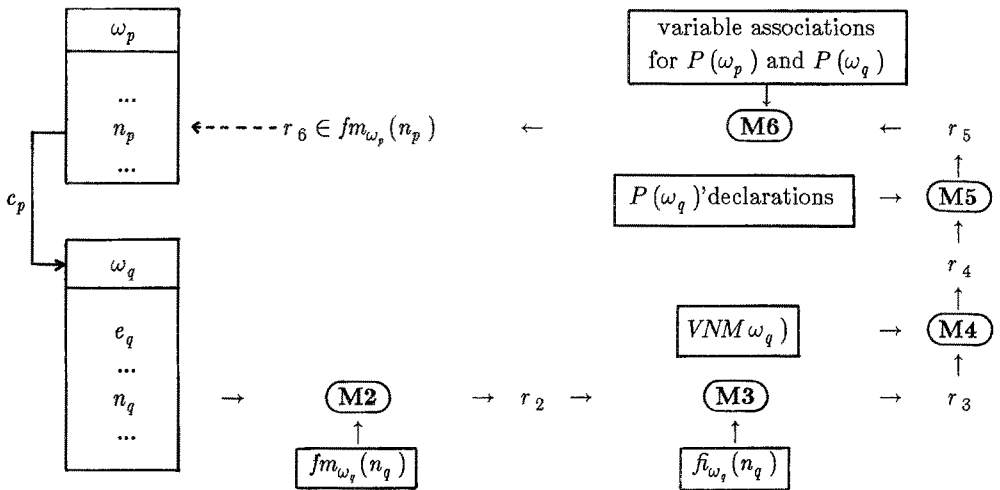 ω_p
variable associations
for P(ω_p) and P(ω_q)
...
n_p
...
r_6 ∈ fm_{ω_p}(n_p)
←
M6
←
r_5
↑
c_p
P(ω_q)'declarations
→
M5
↑
ω_q
r_4
↑
e_q
VNM ω_q)
→
M4
...
↑
n_q
→
M2
→ r_2 →
M3
→
r_3
...
fm_{ω_q}(n_q)
fi_{ω_q}(n_q)